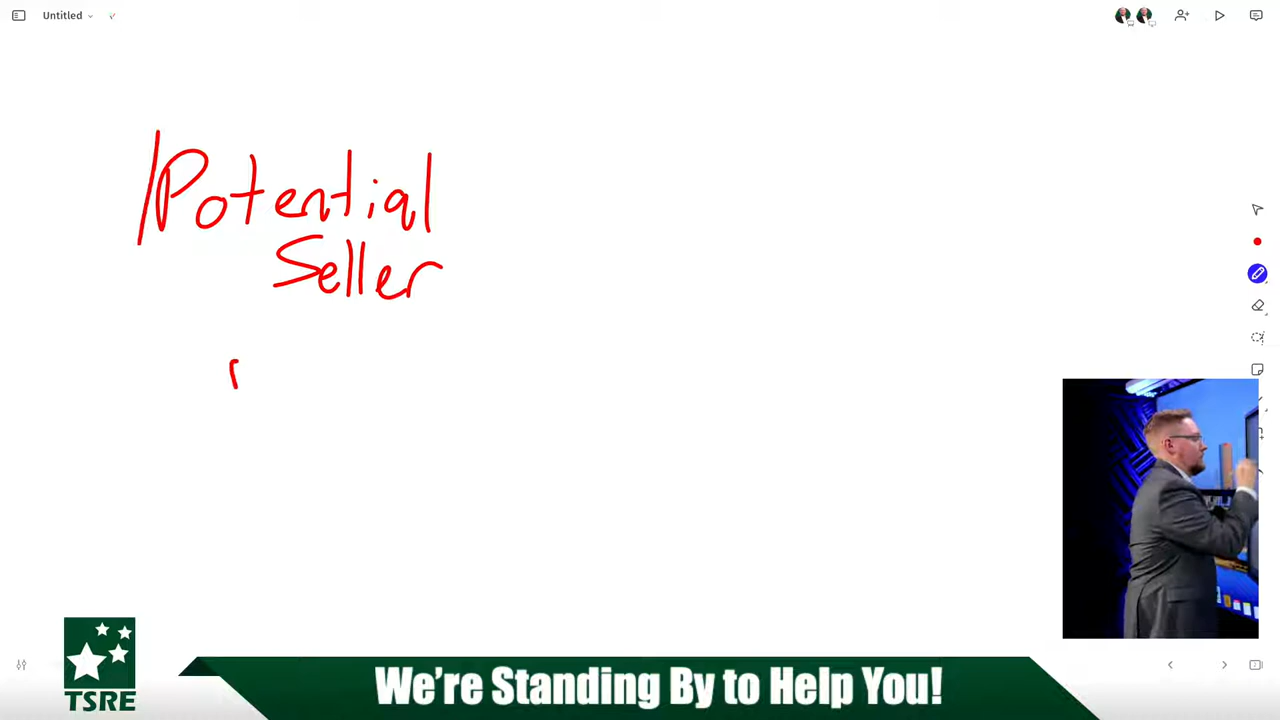 Untitled
Potential
Seller
TSRE
We're Standing By to Help You!